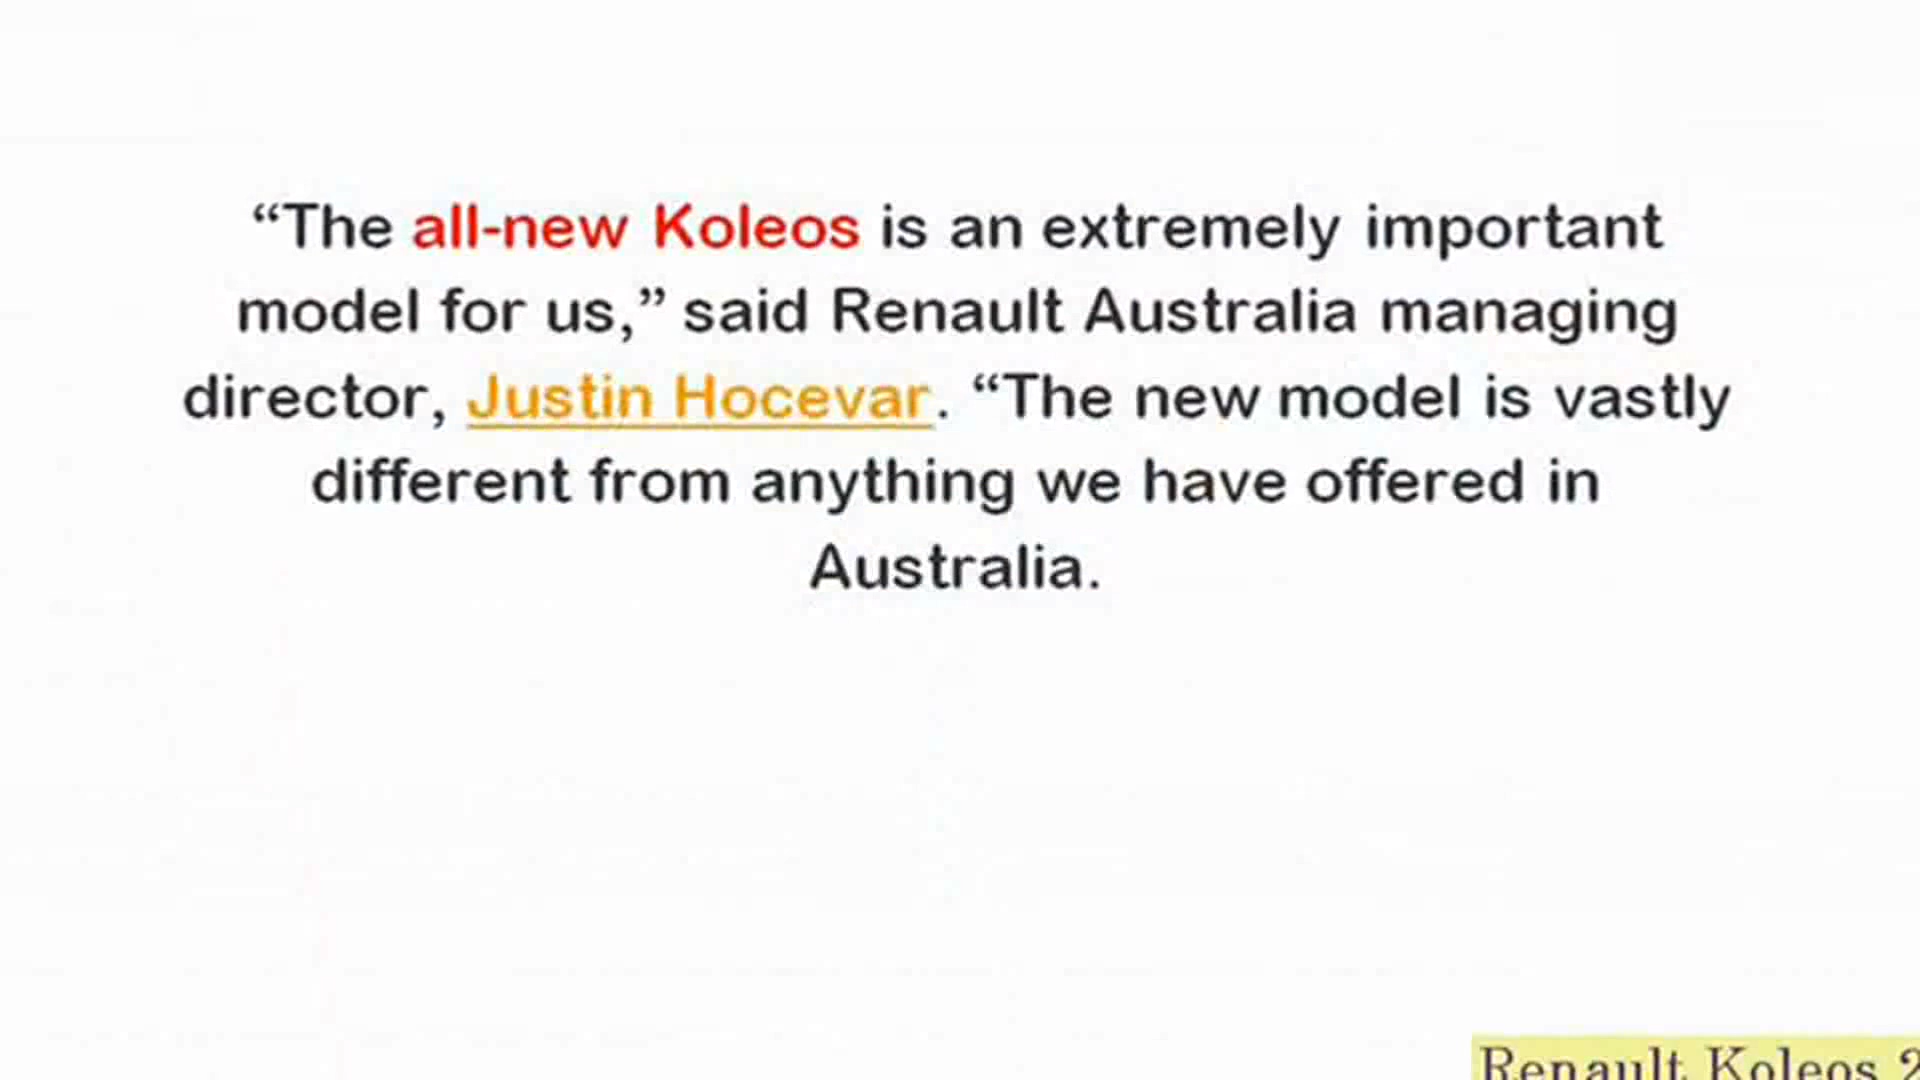 “The all-new Koleos is an extremely important
model for us,” said Renault Australia managing
director, Justin Hocevar. “The new model is vastly
different from anything we have offered in
Australia.
Renault Koleos 2